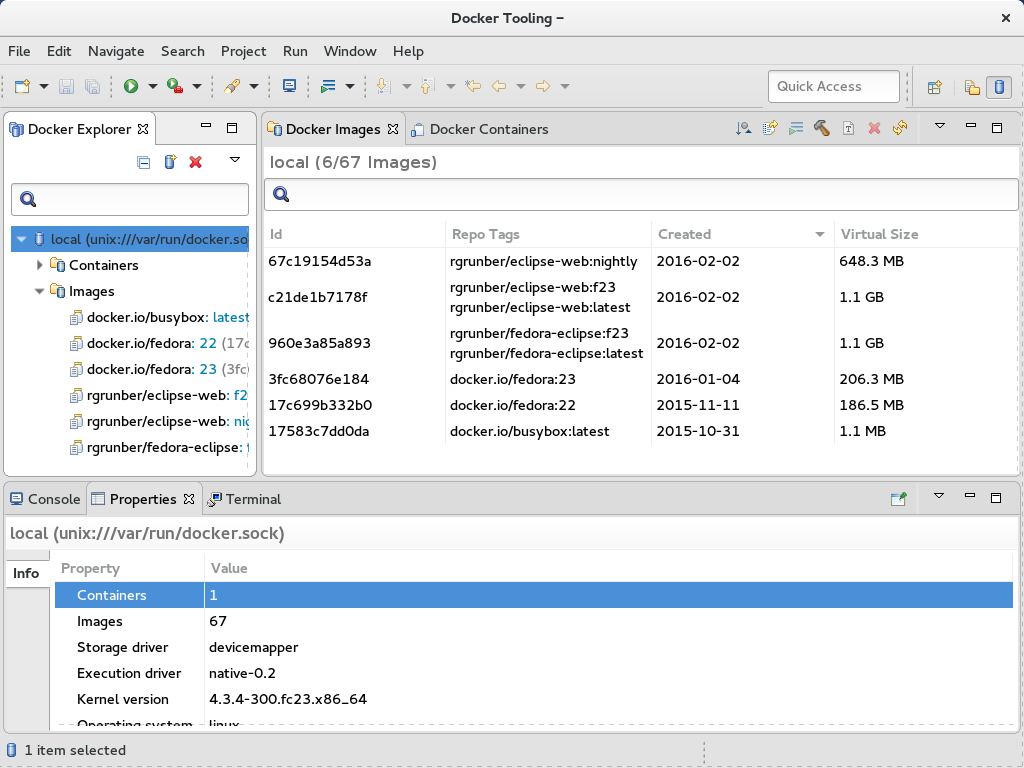 Docker Tooling –
File Edit Navigate Search Project Run Window Help
Quick Access
Docker Explorer
local (unix:///var/run/docker.so
Containers
Images
docker.io/busybox: latest
docker.io/fedora: 22 (17c
docker.io/fedora: 23 (3fc
rgrunber/eclipse-web: f2
rgrunber/eclipse-web: nig
rgrunber/fedora-eclipse:
Docker Images Docker Containers
local (6/67 Images)
Id Repo Tags Created Virtual Size
67c19154d53a rgrunber/eclipse-web:nightly 2016-02-02 648.3 MB
rgrunber/eclipse-web:f23
c21de1b7178f 2016-02-02 1.1 GB
rgrunber/eclipse-web:latest
rgrunber/fedora-eclipse:f23
960e3a85a893 2016-02-02 1.1 GB
rgrunber/fedora-eclipse:latest
3fc68076e184 docker.io/fedora:23 2016-01-04 206.3 MB
17c699b332b0 docker.io/fedora:22 2015-11-11 186.5 MB
17583c7dd0da docker.io/busybox:latest 2015-10-31 1.1 MB
Console Properties Terminal
local (unix:///var/run/docker.sock)
Info
Property Value
Containers 1
Images 67
Storage driver devicemapper
Execution driver native-0.2
Kernel version 4.3.4-300.fc23.x86_64
Operating system linux
1 item selected